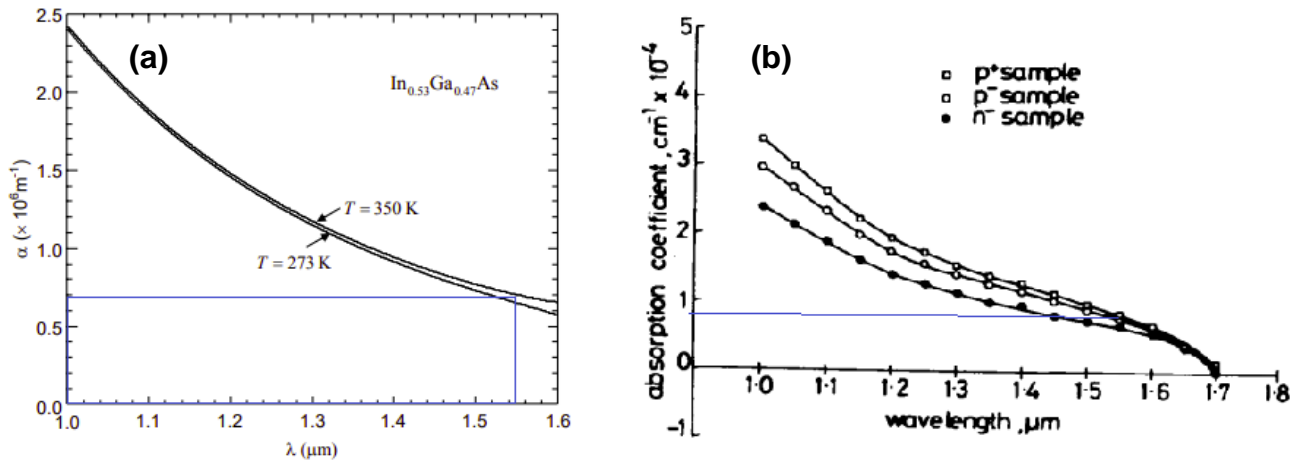 (a)
In0.53Ga0.47As
2.5
2.0
1.5
1.0
0.5
0.0
α (× 10⁶m⁻¹)
T = 350 K
T = 273 K
1.0 1.1 1.2 1.3 1.4 1.5 1.6
λ (μm)
(b)
p+ sample
p- sample
n- sample
absorption coefficient, cm⁻¹ × 10⁻⁴
5
4
3
2
1
0
-1
1·0 1·1 1·2 1·3 1·4 1·5 1·6 1·7 1·8
wavelength, μm